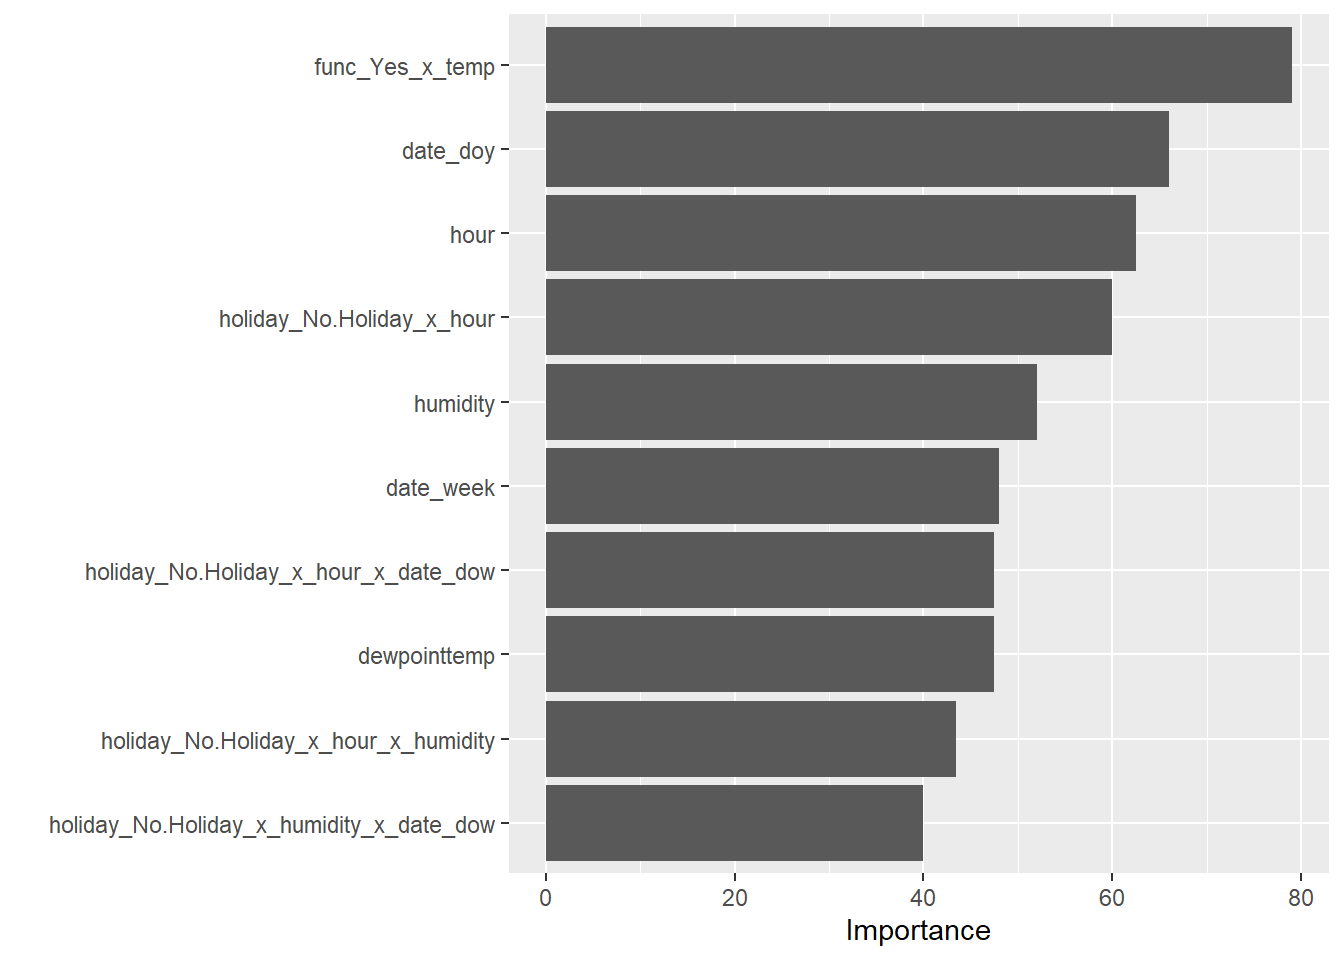 func_Yes_x_temp
date_doy
hour
holiday_No.Holiday_x_hour
humidity
date_week
holiday_No.Holiday_x_hour_x_date_dow
dewpointtemp
holiday_No.Holiday_x_hour_x_humidity
holiday_No.Holiday_x_humidity_x_date_dow
0 20 40 60 80
Importance